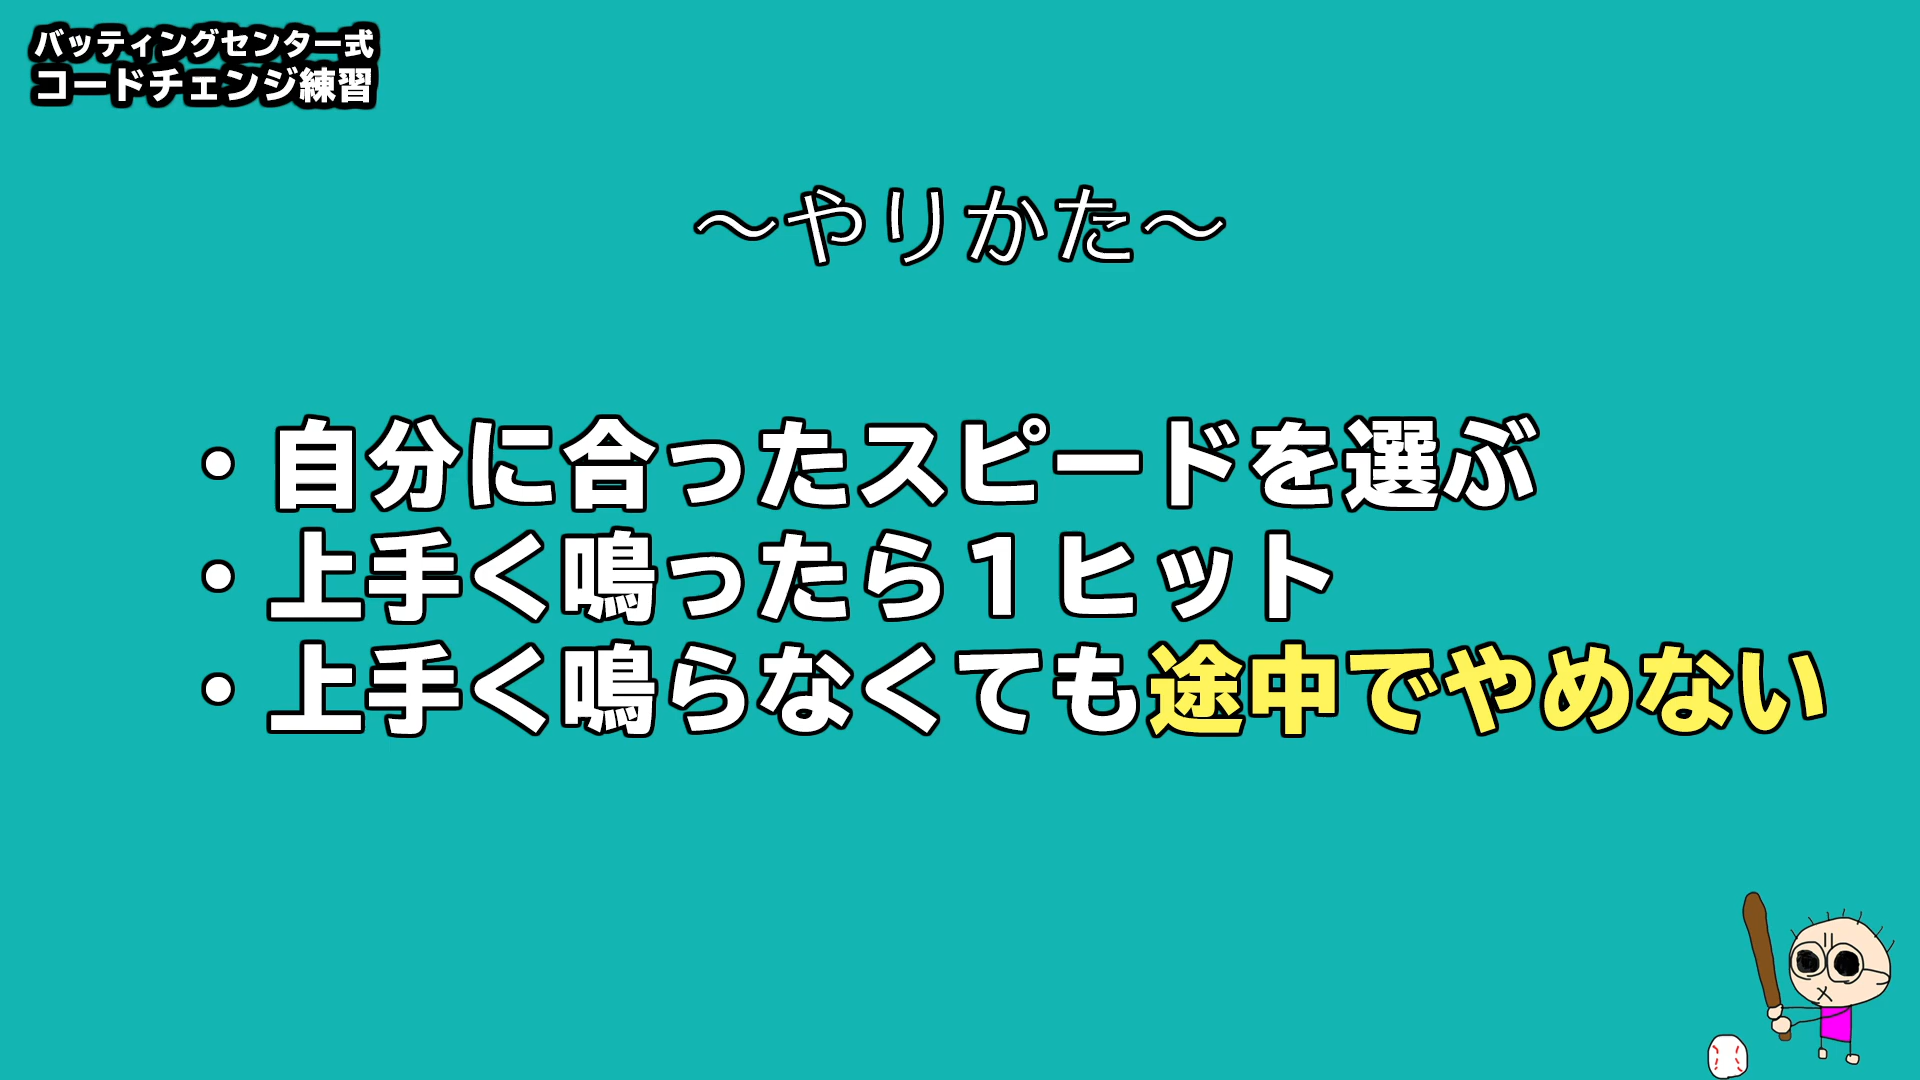 バッティングセンター式
コードチェンジ練習
～やりかた～
・自分に合ったスピードを選ぶ
・上手く鳴ったら１ヒット
・上手く鳴らなくても途中でやめない